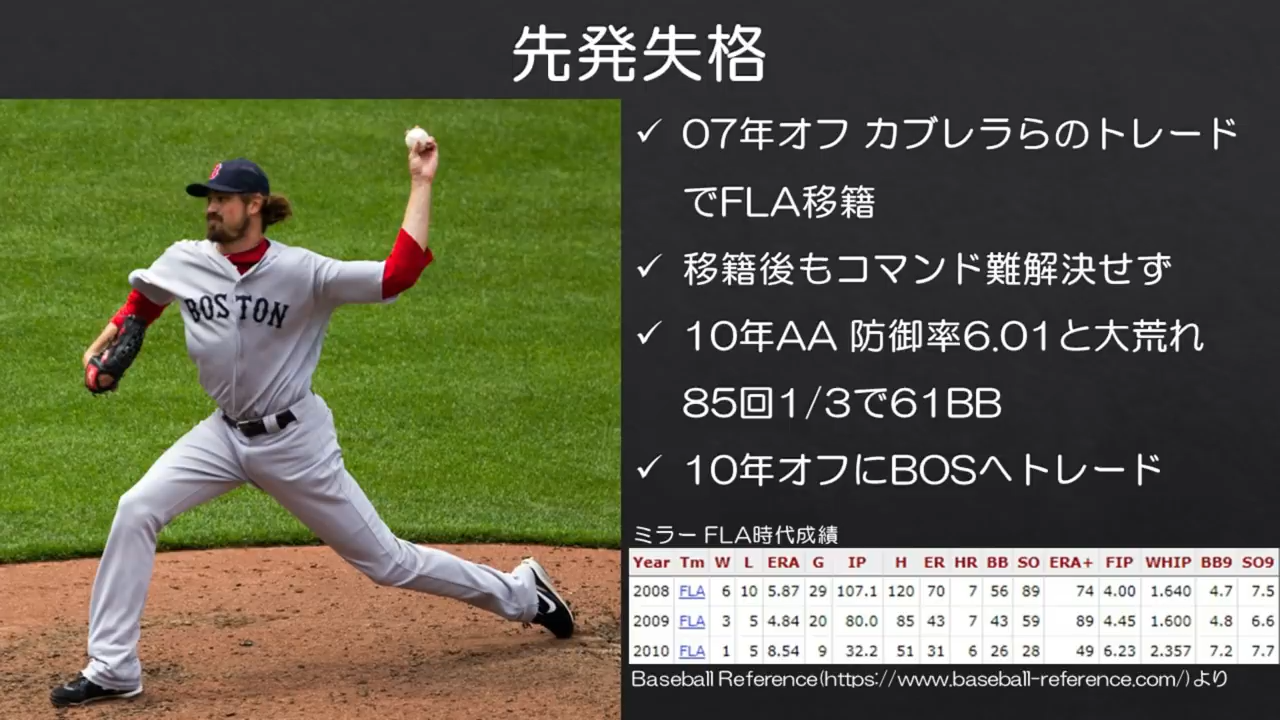 先発失格
BOSTON
✓ 07年オフ カブレラらのトレード
でFLA移籍
✓ 移籍後もコマンド難解決せず
✓ 10年AA 防御率6.01と大荒れ
85回1/3で61BB
✓ 10年オフにBOSへトレード
ミラー FLA時代成績
Year Tm W L ERA G IP H ER HR BB SO ERA+ FIP WHIP BB9 SO9
2008 FLA 6 10 5.87 29 107.1 120 70 7 56 89 74 4.00 1.640 4.7 7.5
2009 FLA 3 5 4.84 20 80.0 85 43 7 43 59 89 4.45 1.600 4.8 6.6
2010 FLA 1 5 8.54 9 32.2 51 31 6 26 28 49 6.23 2.357 7.2 7.7
Baseball Reference(https://www.baseball-reference.com/)より